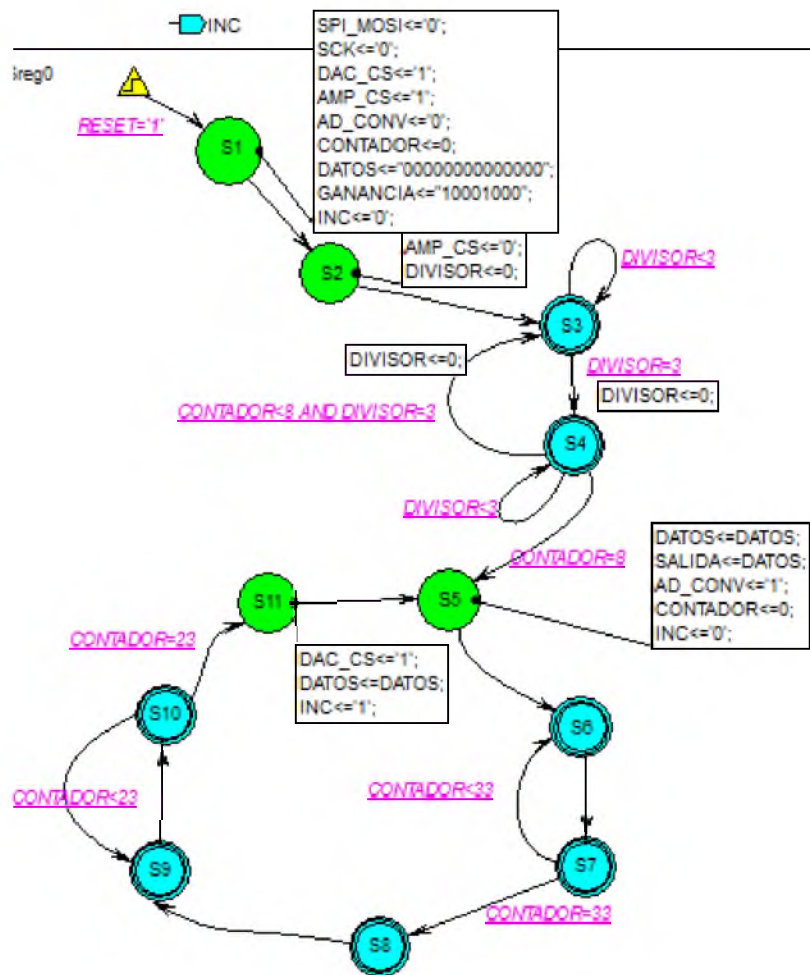 INC
Sreg0
RESET='1'
S1
SPI_MOSI<='0';
SCK<='0';
DAC_CS<='1';
AMP_CS<='1';
AD_CONV<='0';
CONTADOR<=0;
DATOS<="00000000000000";
GANANCIA<="10001000";
INC<='0';
S2
AMP_CS<='0';
DIVISOR<=0;
DIVISOR<3
S3
DIVISOR<=0;
DIVISOR=3
DIVISOR<=0;
CONTADOR<8 AND DIVISOR=3
S4
DIVISOR<3
CONTADOR=8
DATOS<=DATOS;
SALIDA<=DATOS;
AD_CONV<='1';
CONTADOR<=0;
INC<='0';
S11
S5
CONTADOR=23
DAC_CS<='1';
DATOS<=DATOS;
INC<='1';
S10
S6
CONTADOR<23
CONTADOR<33
S9
S7
CONTADOR=33
S8